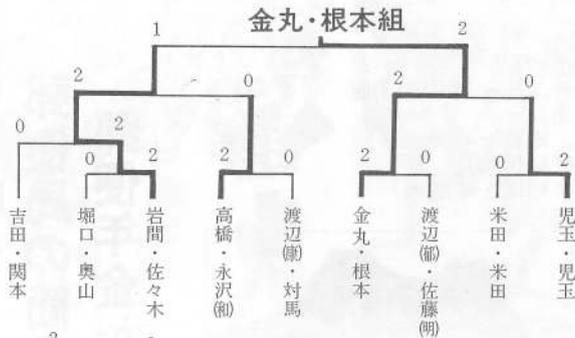 金丸・根本組
1 2
2 0 2 0
0 2
0 2 2 0 2 0 0 2
吉田・関本
堀口・奥山
岩間・佐々木
高橋・永沢(和)
渡辺(康)・対馬
金丸・根本
渡辺(郁)・佐藤(明)
米田・米田
児玉・児玉